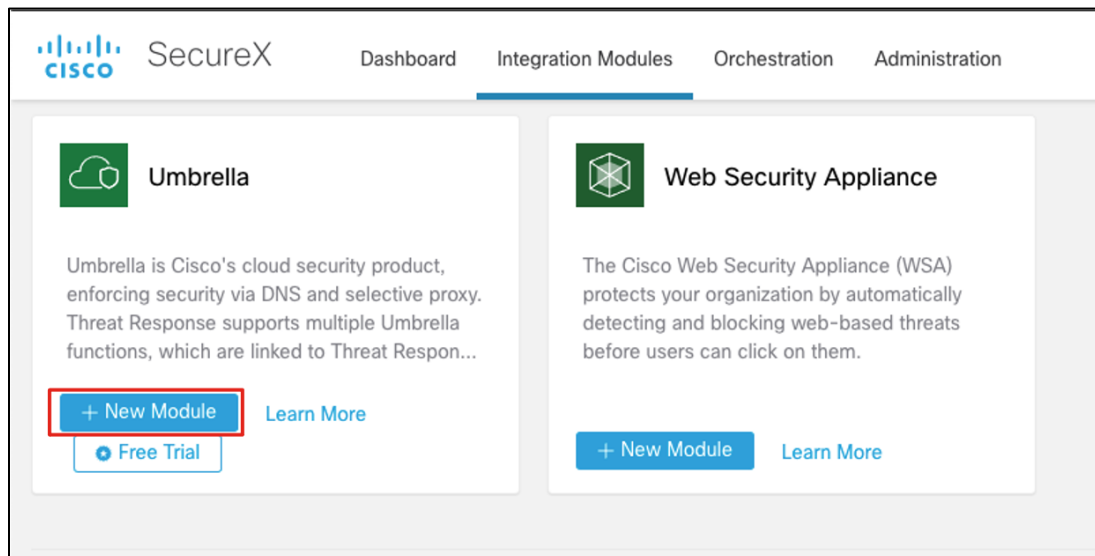 CISCO SecureX Dashboard Integration Modules Orchestration Administration
Umbrella
Umbrella is Cisco's cloud security product,
enforcing security via DNS and selective proxy.
Threat Response supports multiple Umbrella
functions, which are linked to Threat Respon...
+ New Module Learn More
Free Trial
Web Security Appliance
The Cisco Web Security Appliance (WSA)
protects your organization by automatically
detecting and blocking web-based threats
before users can click on them.
+ New Module Learn More